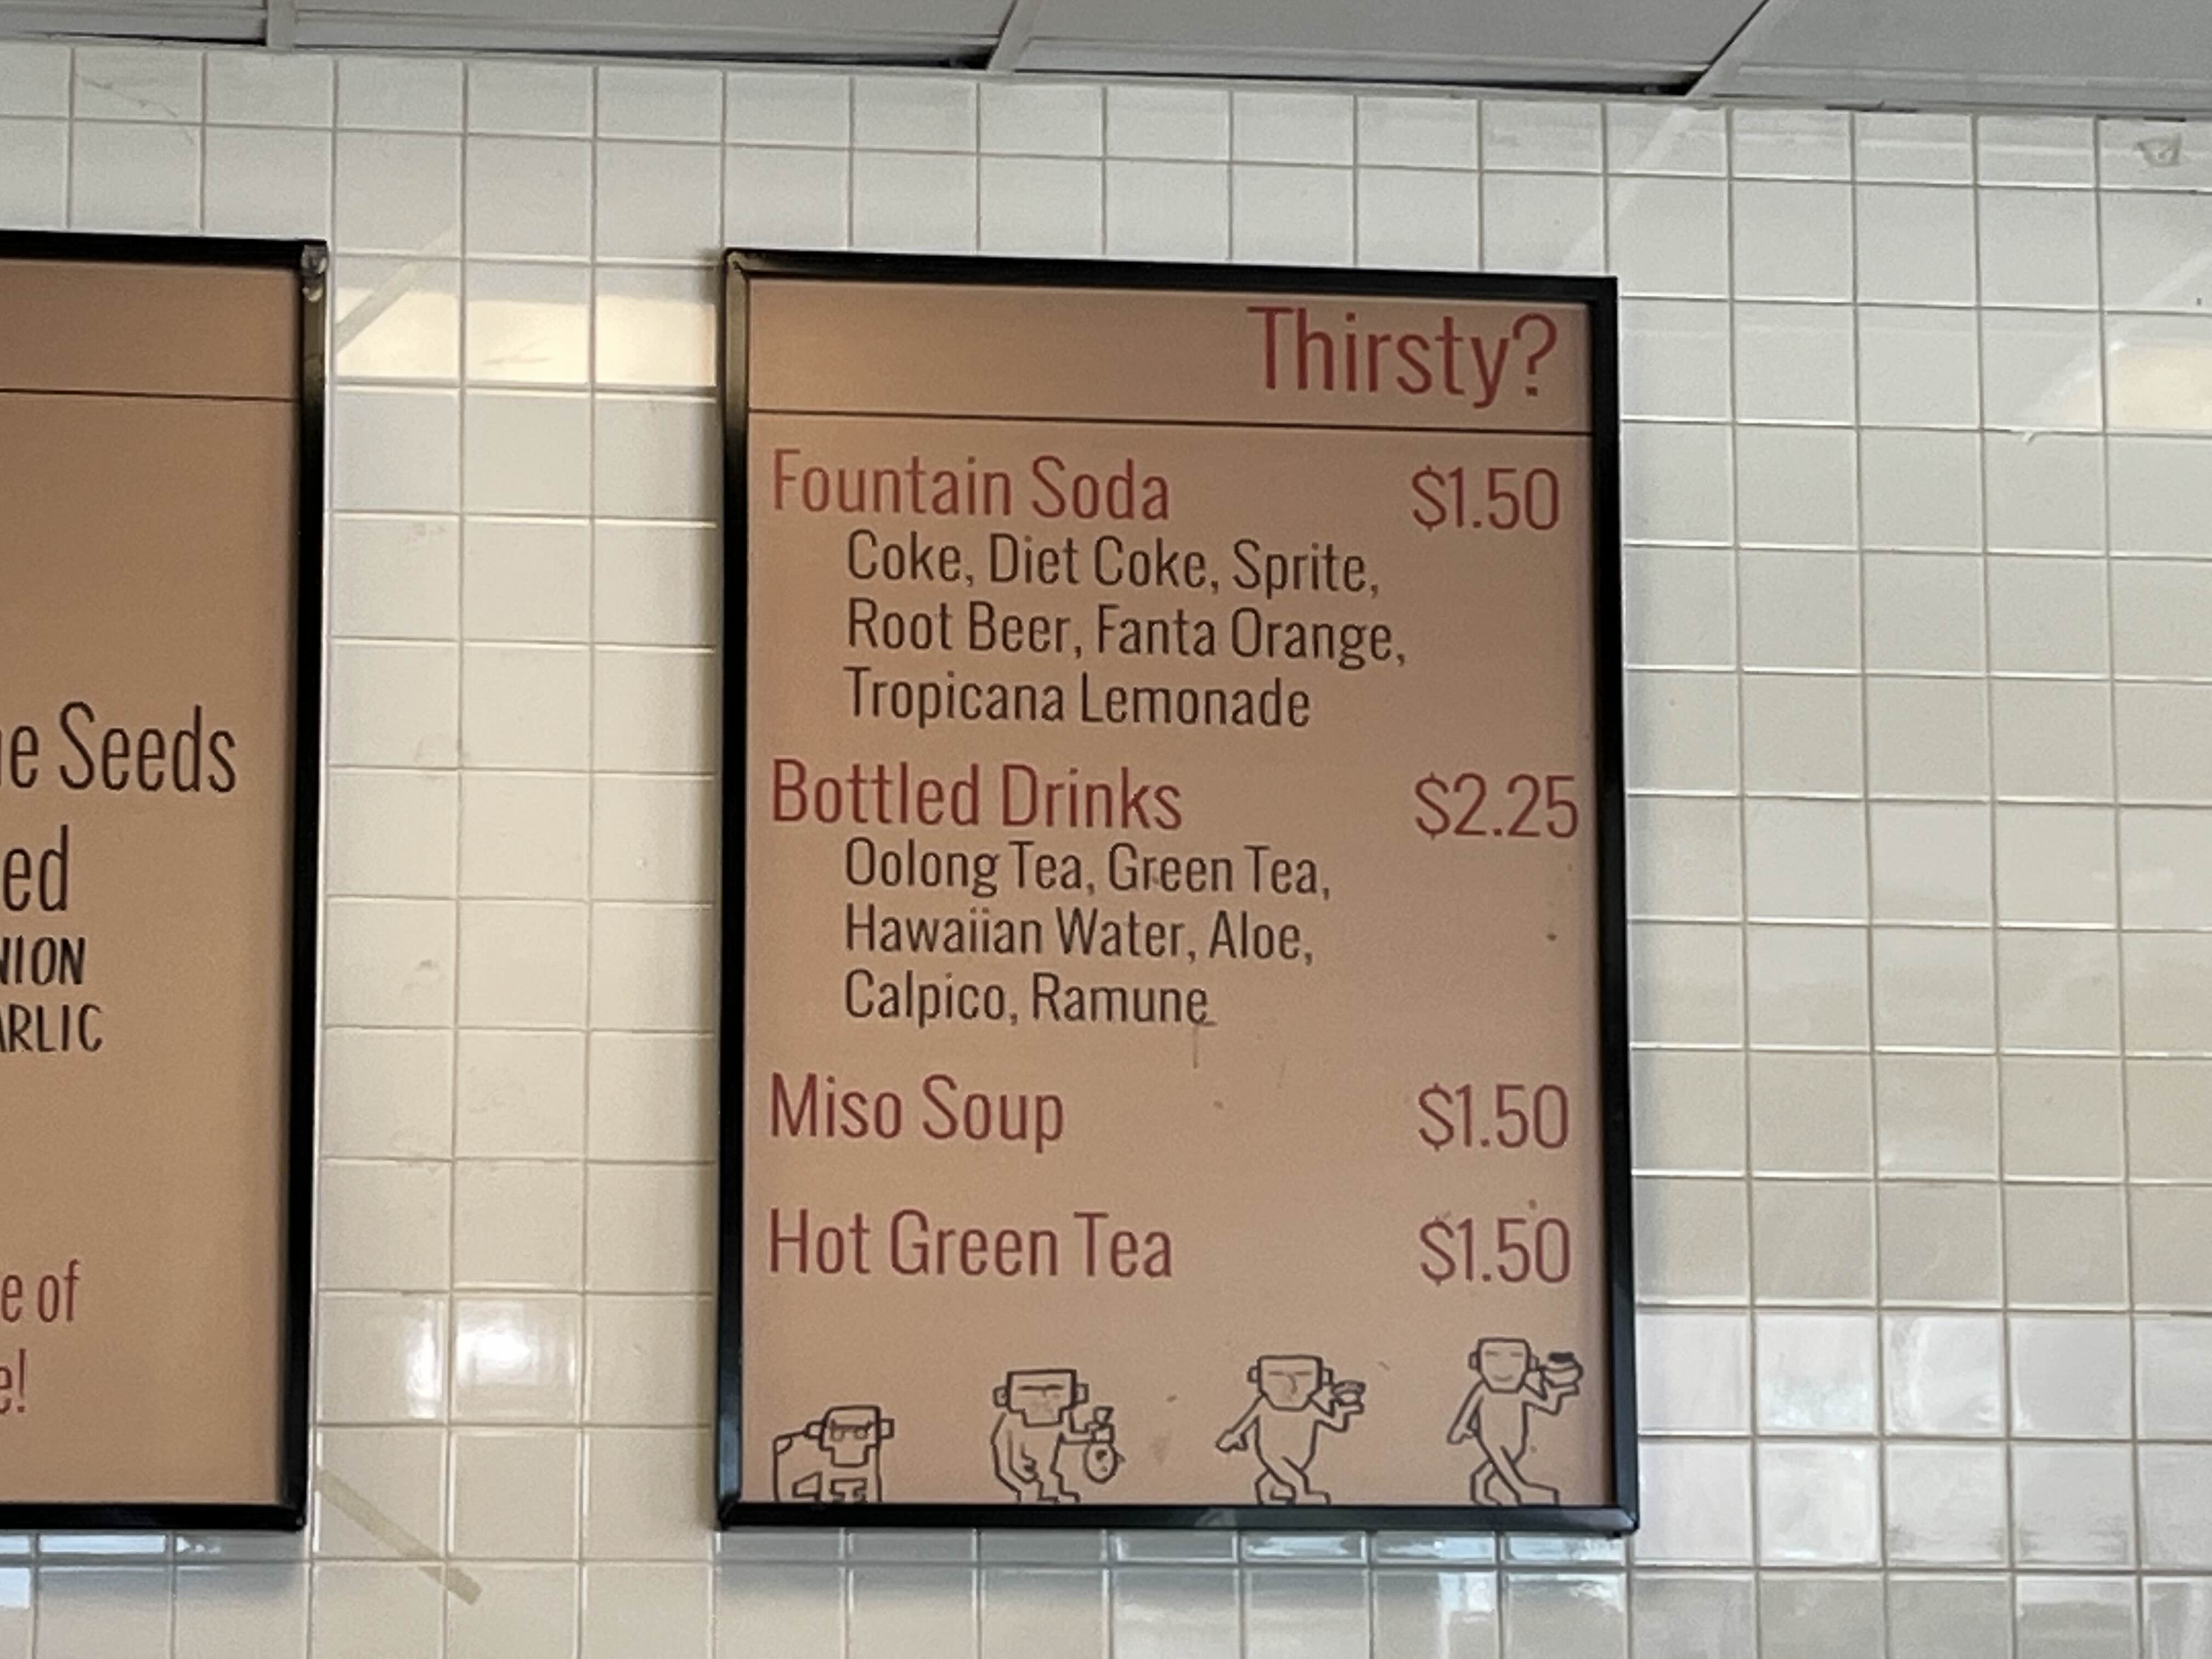 Seeds
NION
ARLIC
e of
e!
Thirsty?
Fountain Soda $1.50
Coke, Diet Coke, Sprite,
Root Beer, Fanta Orange,
Tropicana Lemonade
Bottled Drinks $2.25
Oolong Tea, Green Tea,
Hawaiian Water, Aloe,
Calpico, Ramune
Miso Soup $1.50
Hot Green Tea $1.50